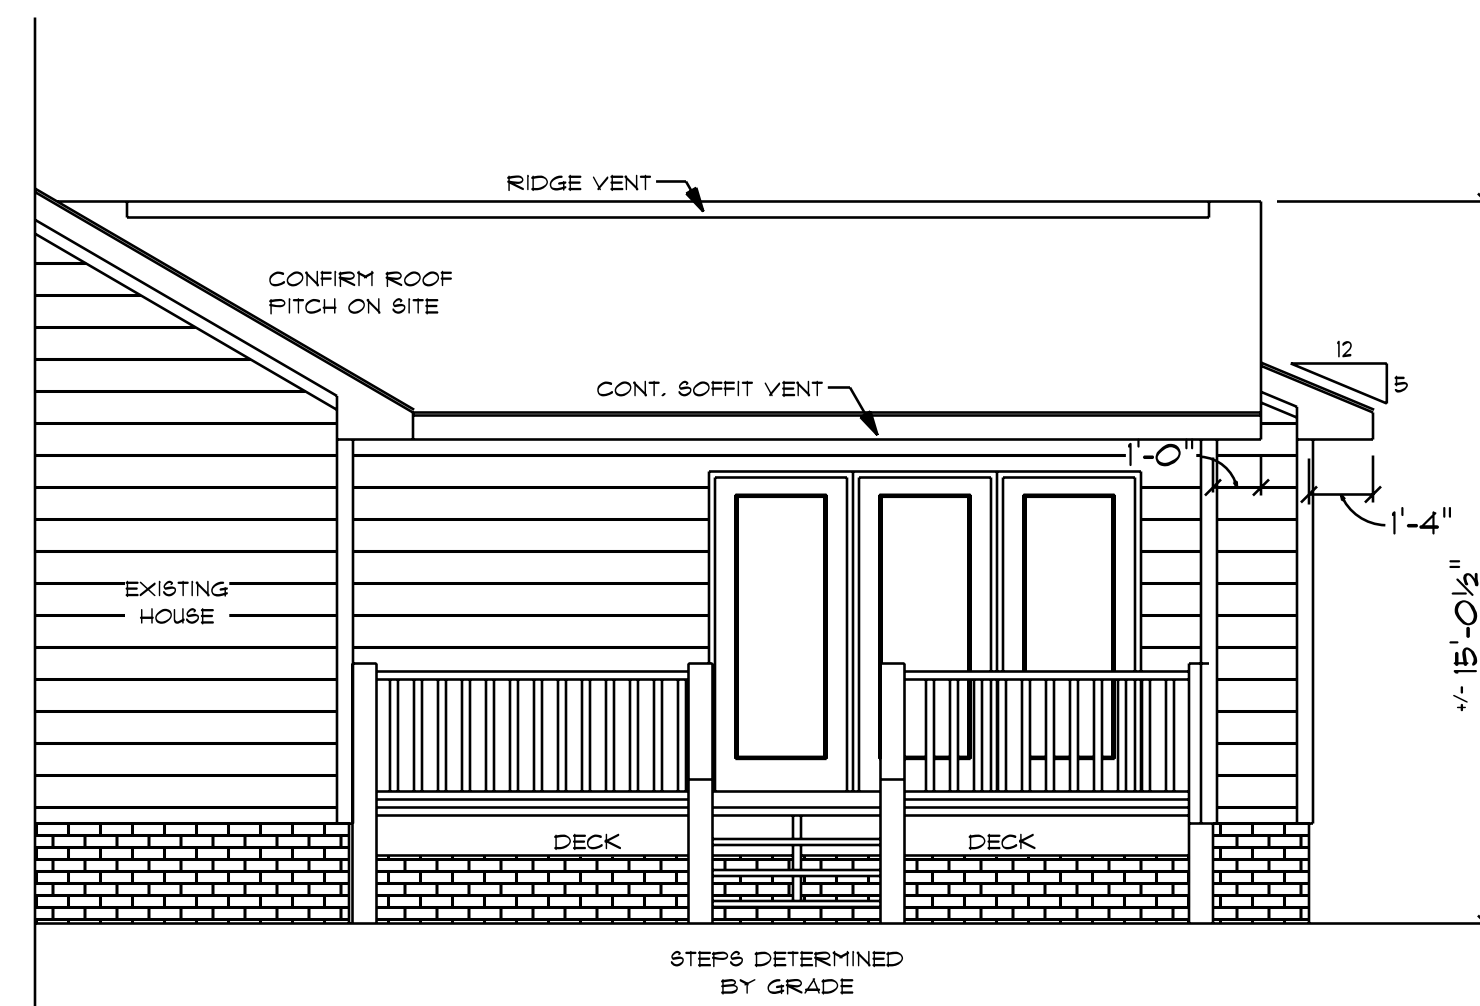 RIDGE VENT
CONFIRM ROOF
PITCH ON SITE
12
5
CONT. SOFFIT VENT
1'-0"
1'-4"
EXISTING
HOUSE
+/- 15'-0½"
DECK
DECK
STEPS DETERMINED
BY GRADE